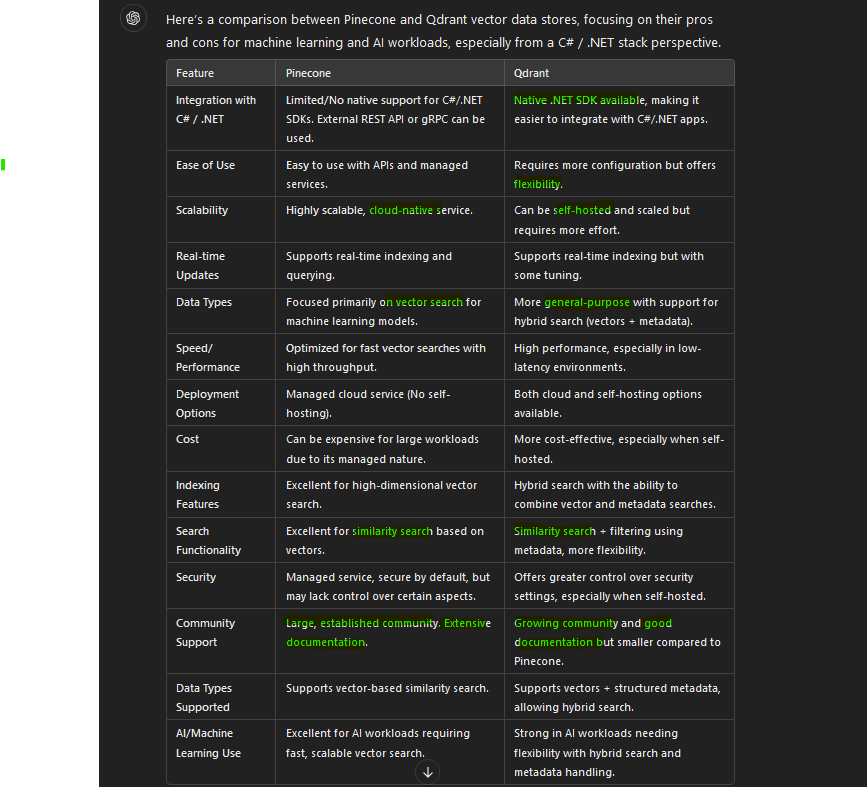 Here's a comparison between Pinecone and Qdrant vector data stores, focusing on their pros
and cons for machine learning and AI workloads, especially from a C# / .NET stack perspective.
Feature Pinecone Qdrant
Integration with Limited/No native support for C#/.NET Native .NET SDK available, making it
C# / .NET SDKs. External REST API or gRPC can be easier to integrate with C#/.NET apps.
used.
Ease of Use Easy to use with APIs and managed Requires more configuration but offers
services. flexibility.
Scalability Highly scalable, cloud-native service. Can be self-hosted and scaled but
requires more effort.
Real-time Supports real-time indexing and Supports real-time indexing but with
Updates querying. some tuning.
Data Types Focused primarily on vector search for More general-purpose with support for
machine learning models. hybrid search (vectors + metadata).
Speed/ Optimized for fast vector searches with High performance, especially in low-
Performance high throughput. latency environments.
Deployment Managed cloud service (No self- Both cloud and self-hosting options
Options hosting). available.
Cost Can be expensive for large workloads More cost-effective, especially when self-
due to its managed nature. hosted.
Indexing Excellent for high-dimensional vector Hybrid search with the ability to
Features search. combine vector and metadata searches.
Search Excellent for similarity search based on Similarity search + filtering using
Functionality vectors. metadata, more flexibility.
Security Managed service, secure by default, but Offers greater control over security
may lack control over certain aspects. settings, especially when self-hosted.
Community Large, established community. Extensive Growing community and good
Support documentation. documentation but smaller compared to
Pinecone.
Data Types Supports vector-based similarity search. Supports vectors + structured metadata,
Supported allowing hybrid search.
AI/Machine Excellent for AI workloads requiring Strong in AI workloads needing
Learning Use fast, scalable vector search. flexibility with hybrid search and
metadata handling.